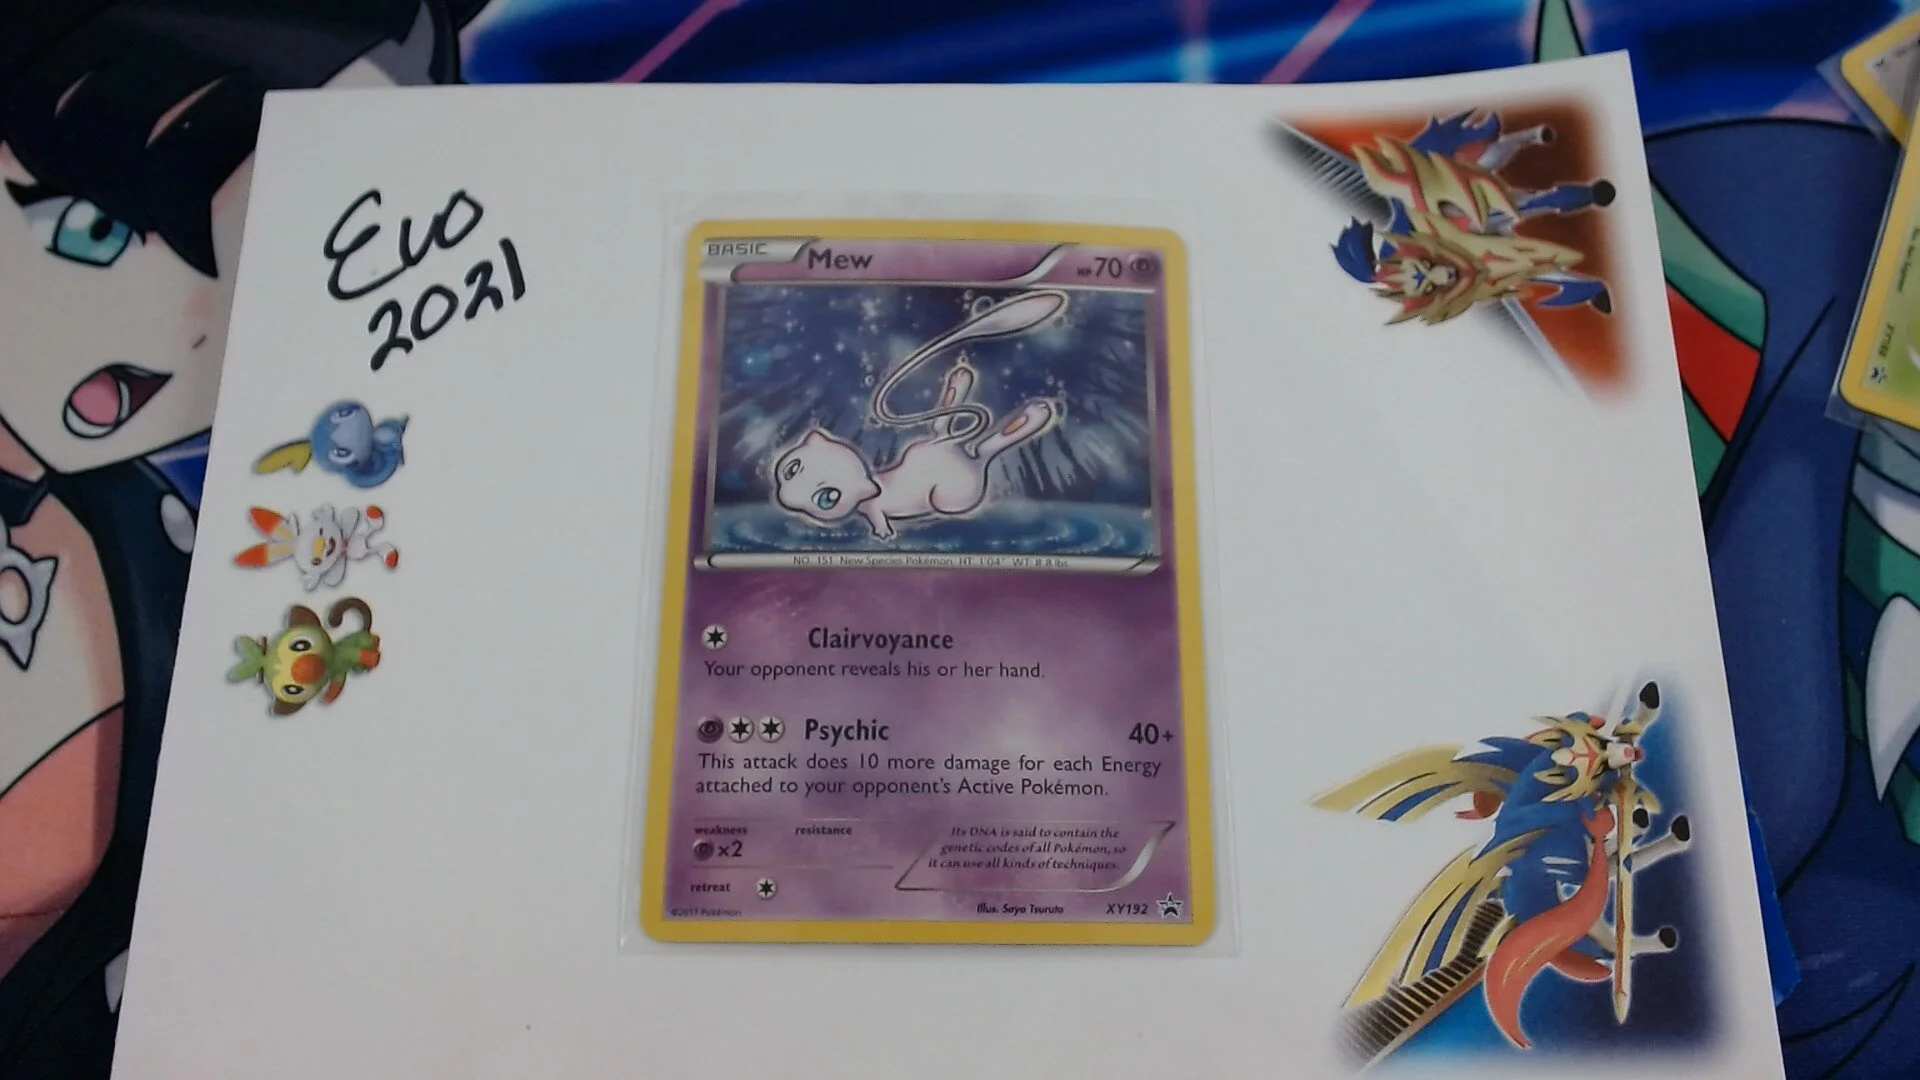 Evo
2021
BASIC Mew HP70
NO. 151 New Species Pokémon HT: 1'04" WT: 8.8 lbs
Clairvoyance
Your opponent reveals his or her hand.
Psychic 40+
This attack does 10 more damage for each Energy
attached to your opponent's Active Pokémon.
weakness resistance
×2
Its DNA is said to contain the
genetic codes of all Pokémon, so
it can use all kinds of techniques.
retreat
©2017 Pokémon Illus. Saya Tsuruta XY192